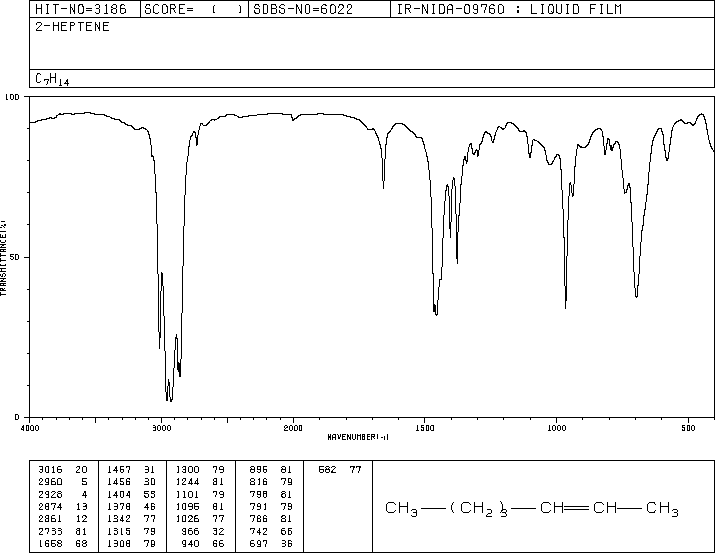 HIT-NO=3186 SCORE= ( ) SDBS-NO=6022 IR-NIDA-09760 : LIQUID FILM
2-HEPTENE
C7H14
100
50
0
TRANSMITTANCE(%)
4000 3000 2000 1500 1000 500
WAVENUMBER(-1)
3016 20 1467 31 1300 79 896 81 582 77
2960 5 1456 30 1244 81 816 79
2928 4 1404 55 1101 79 798 81
2874 13 1378 46 1096 81 791 79
2861 12 1342 77 1026 77 786 81
2733 81 1315 79 966 32 742 66
1658 68 1308 79 940 66 697 36
CH3—(CH2)3—CH=CH—CH3